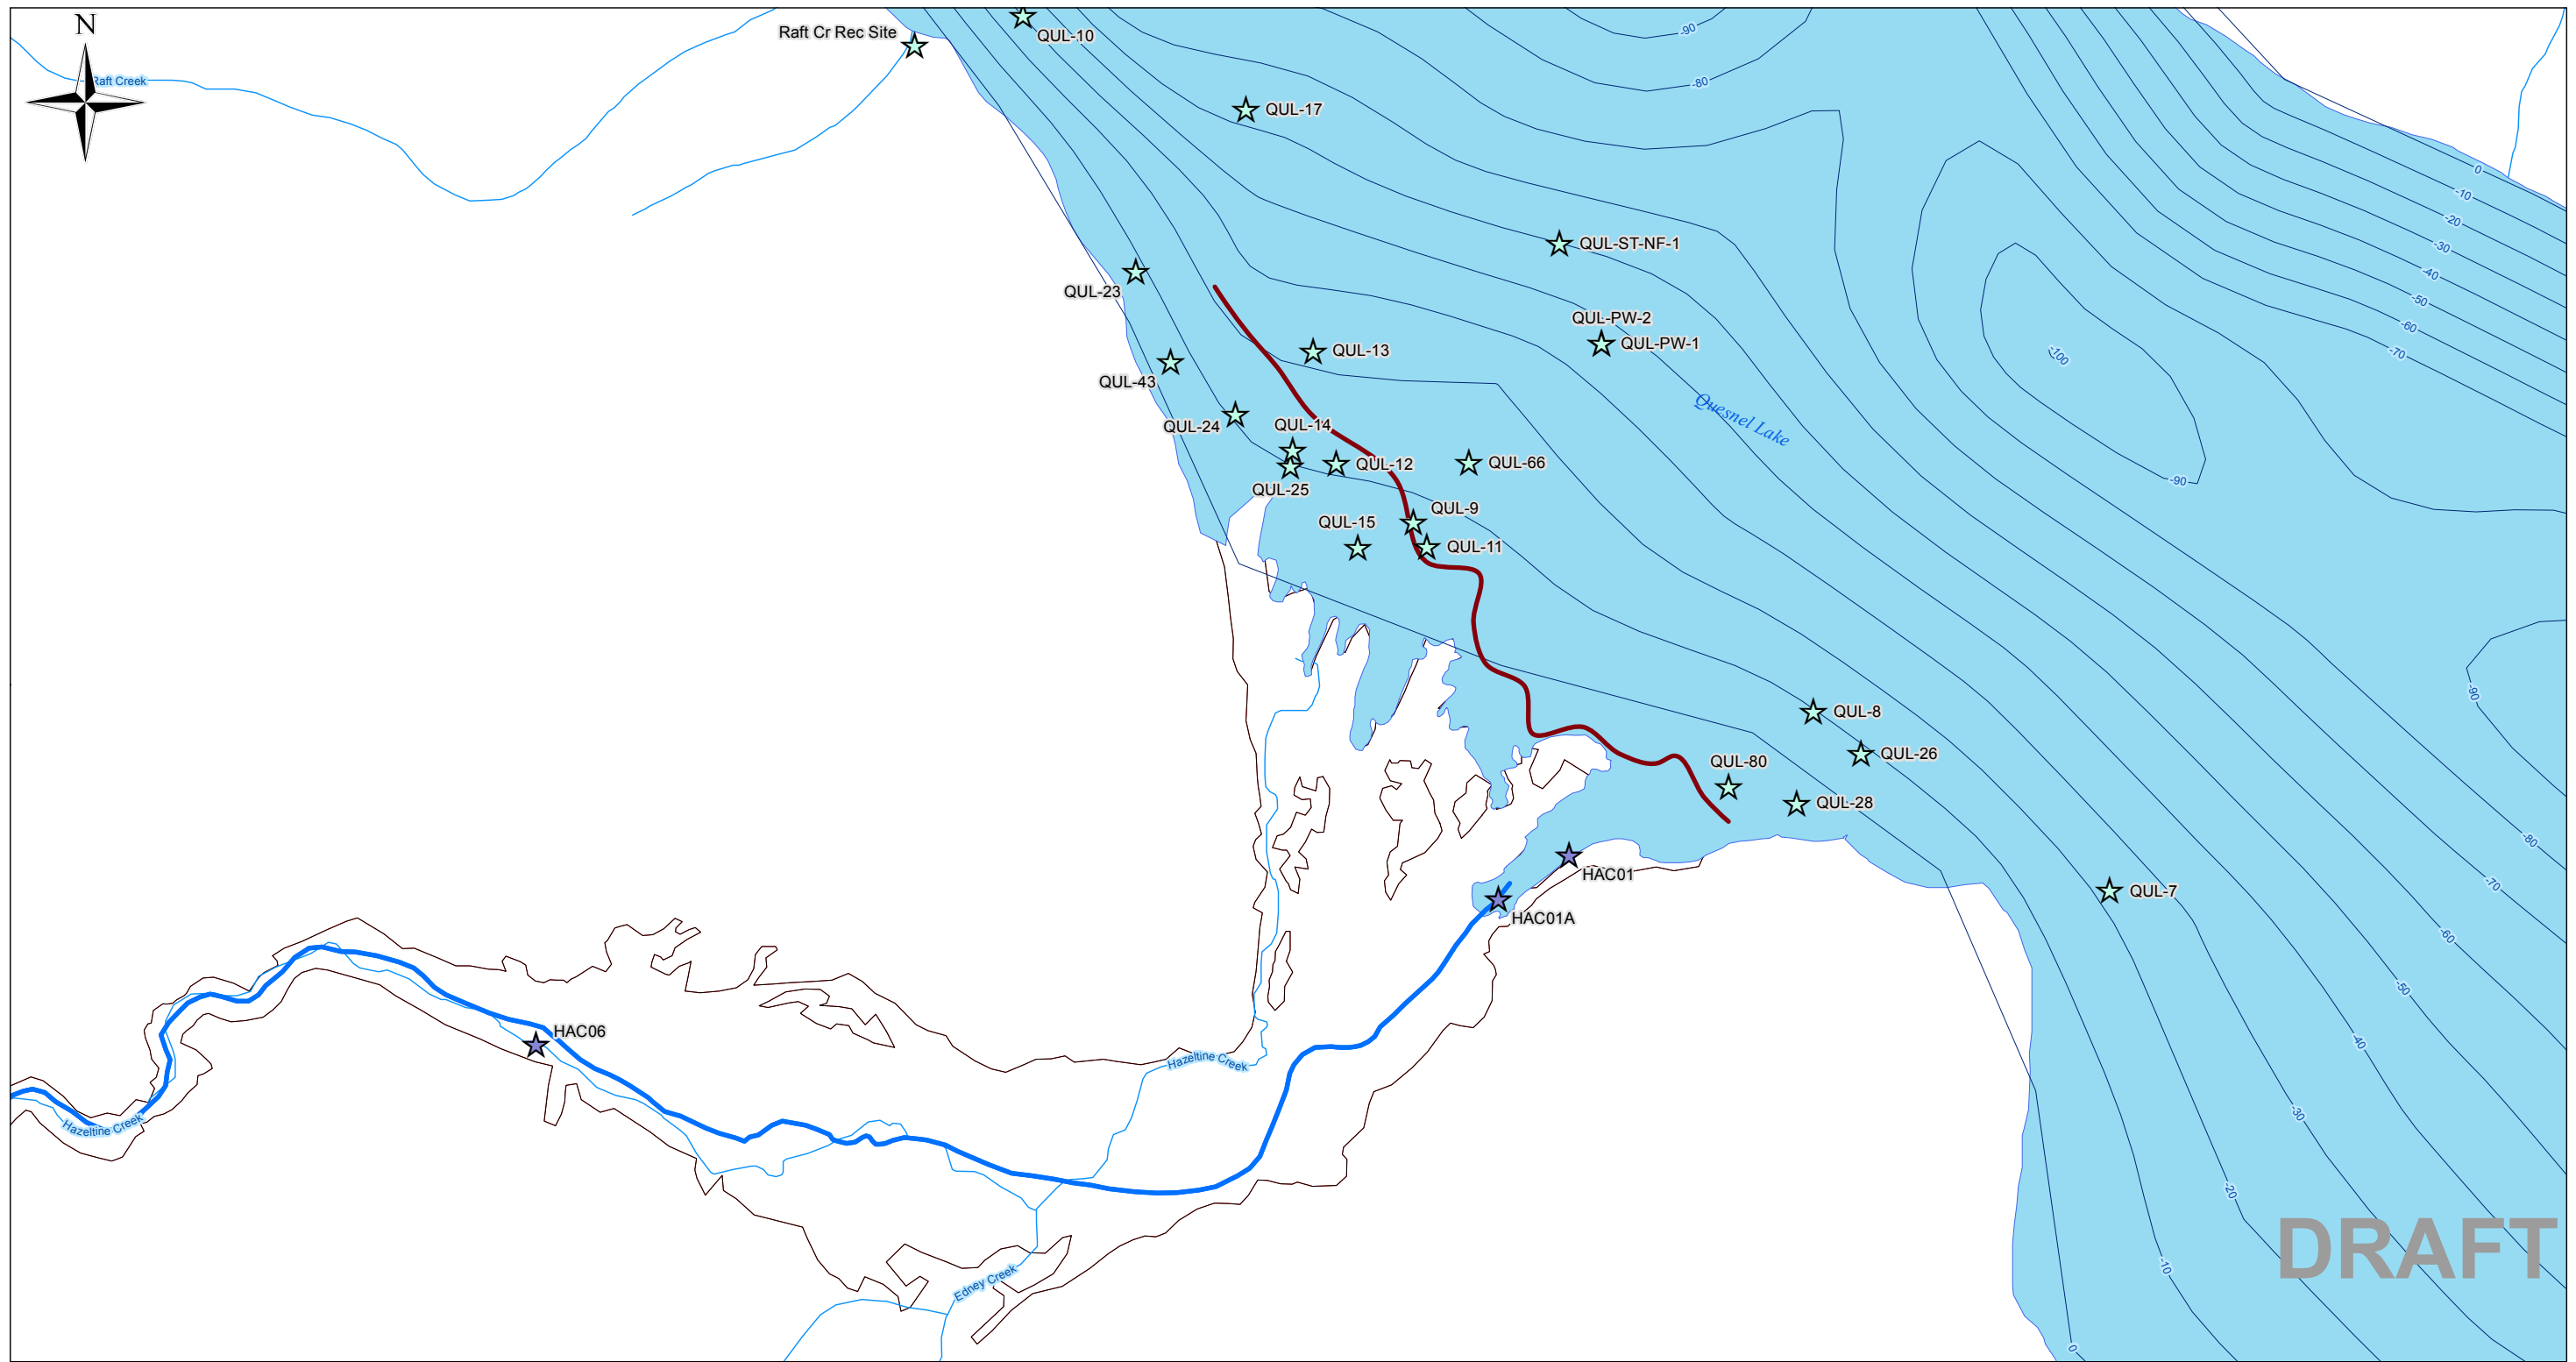 N
Raft Cr Rec Site
QUL-10
-90
Raft Creek
-80
QUL-17
0
-10
-20
QUL-ST-NF-1
-30
-40
QUL-23
-50
QUL-PW-2
-60
QUL-PW-1
QUL-13
-70
-100
QUL-43
Quesnel Lake
QUL-24
QUL-14
QUL-12
QUL-66
-90
QUL-25
QUL-9
QUL-15
QUL-11
-90
QUL-8
QUL-26
QUL-80
QUL-28
-80
HAC01
-70
QUL-7
HAC01A
-60
-50
HAC06
-40
Hazeltine Creek
-30
Hazeltine Creek
-20
DRAFT
-10
Edney Creek
0